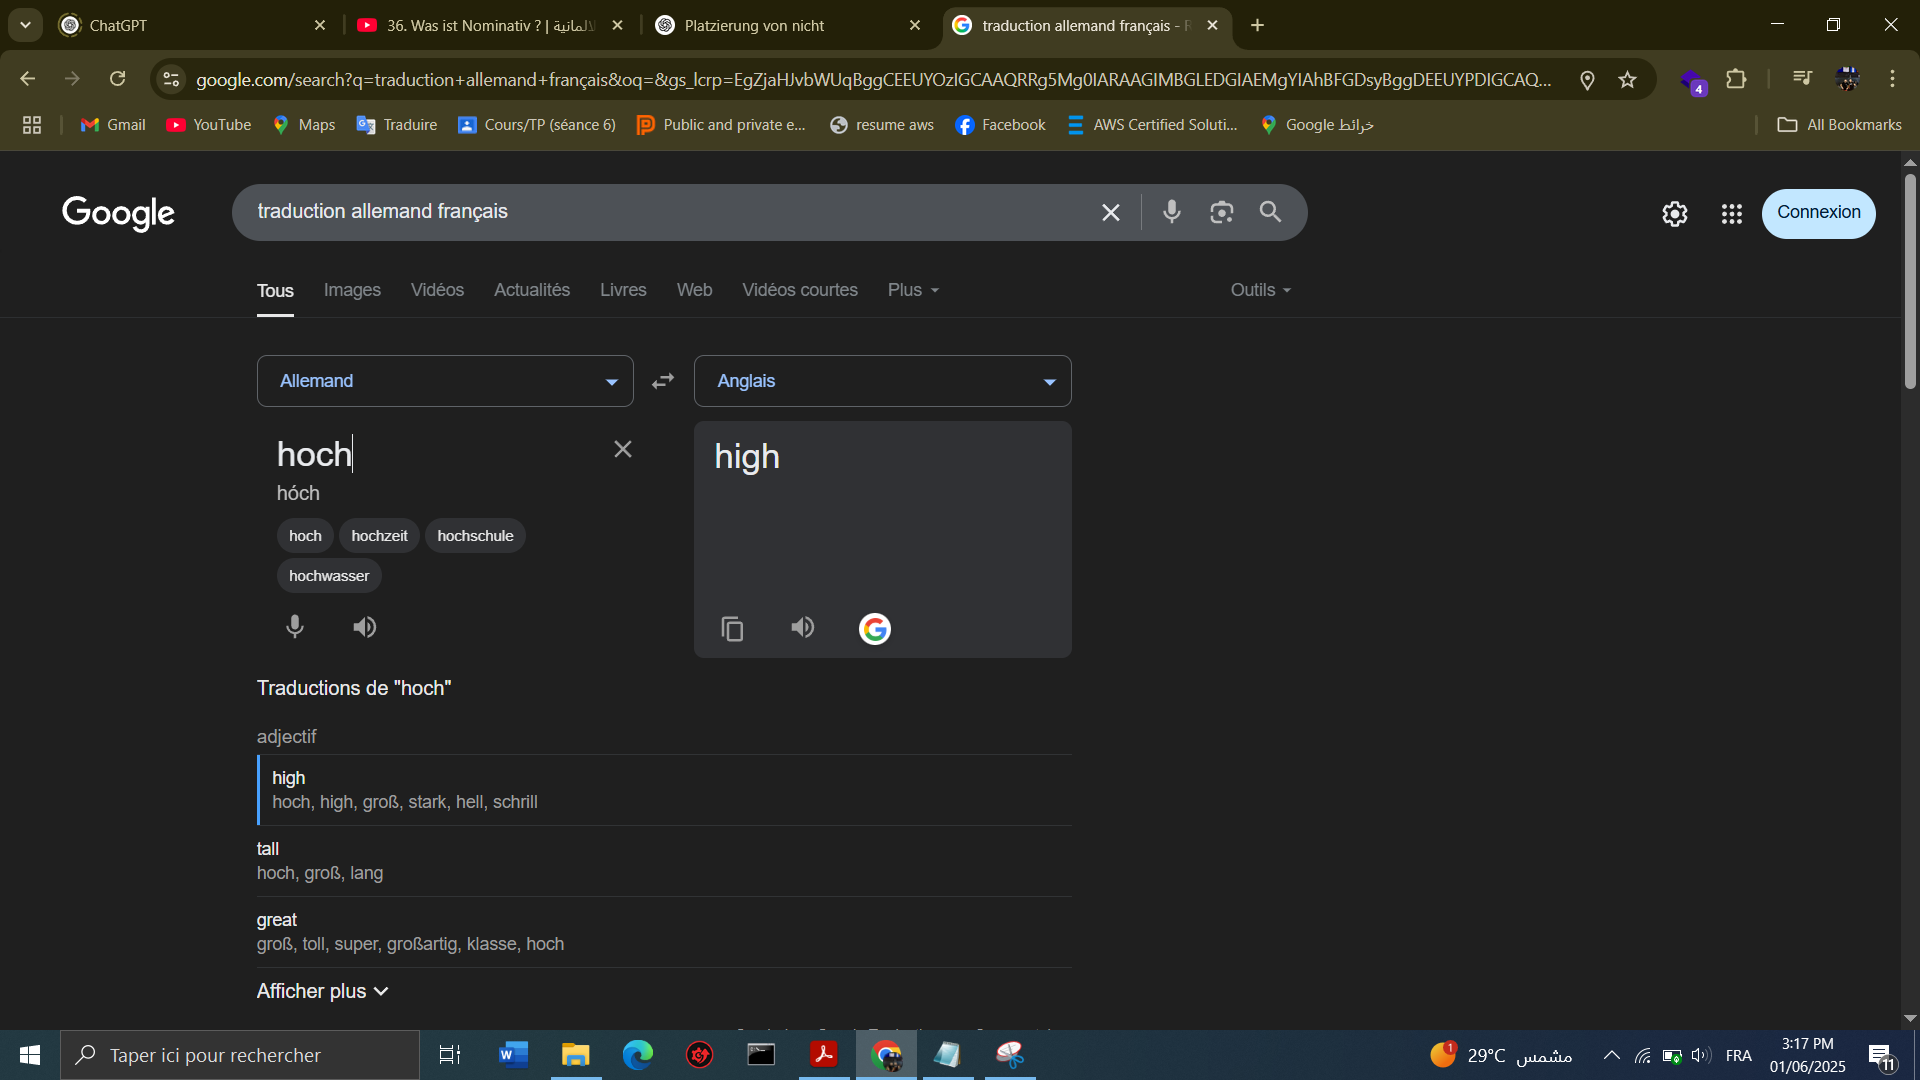 ChatGPT
36. Was ist Nominativ ? | الالمانية
Platzierung von nicht
traduction allemand français - R
google.com/search?q=traduction+allemand+français&oq=&gs_lcrp=EgZjaHJvbWUqBggCEEUYOzIGCAAQRRg5Mg0IARAAGIMBGLEDGIAEMgYIAhBFGDsyBggDEEUYPDIGCAQ...
4
Gmail
YouTube
Maps
Traduire
Cours/TP (séance 6)
Public and private e...
resume aws
Facebook
AWS Certified Soluti...
Google خرائط
All Bookmarks
Google
traduction allemand français
Connexion
Tous
Images
Vidéos
Actualités
Livres
Web
Vidéos courtes
Plus
Outils
Allemand
Anglais
hoch
high
hóch
hoch
hochzeit
hochschule
hochwasser
Traductions de "hoch"
adjectif
high
hoch, high, groß, stark, hell, schrill
tall
hoch, groß, lang
great
groß, toll, super, großartig, klasse, hoch
Afficher plus
Taper ici pour rechercher
1
29°C مشمس
FRA
3:17 PM
01/06/2025
11